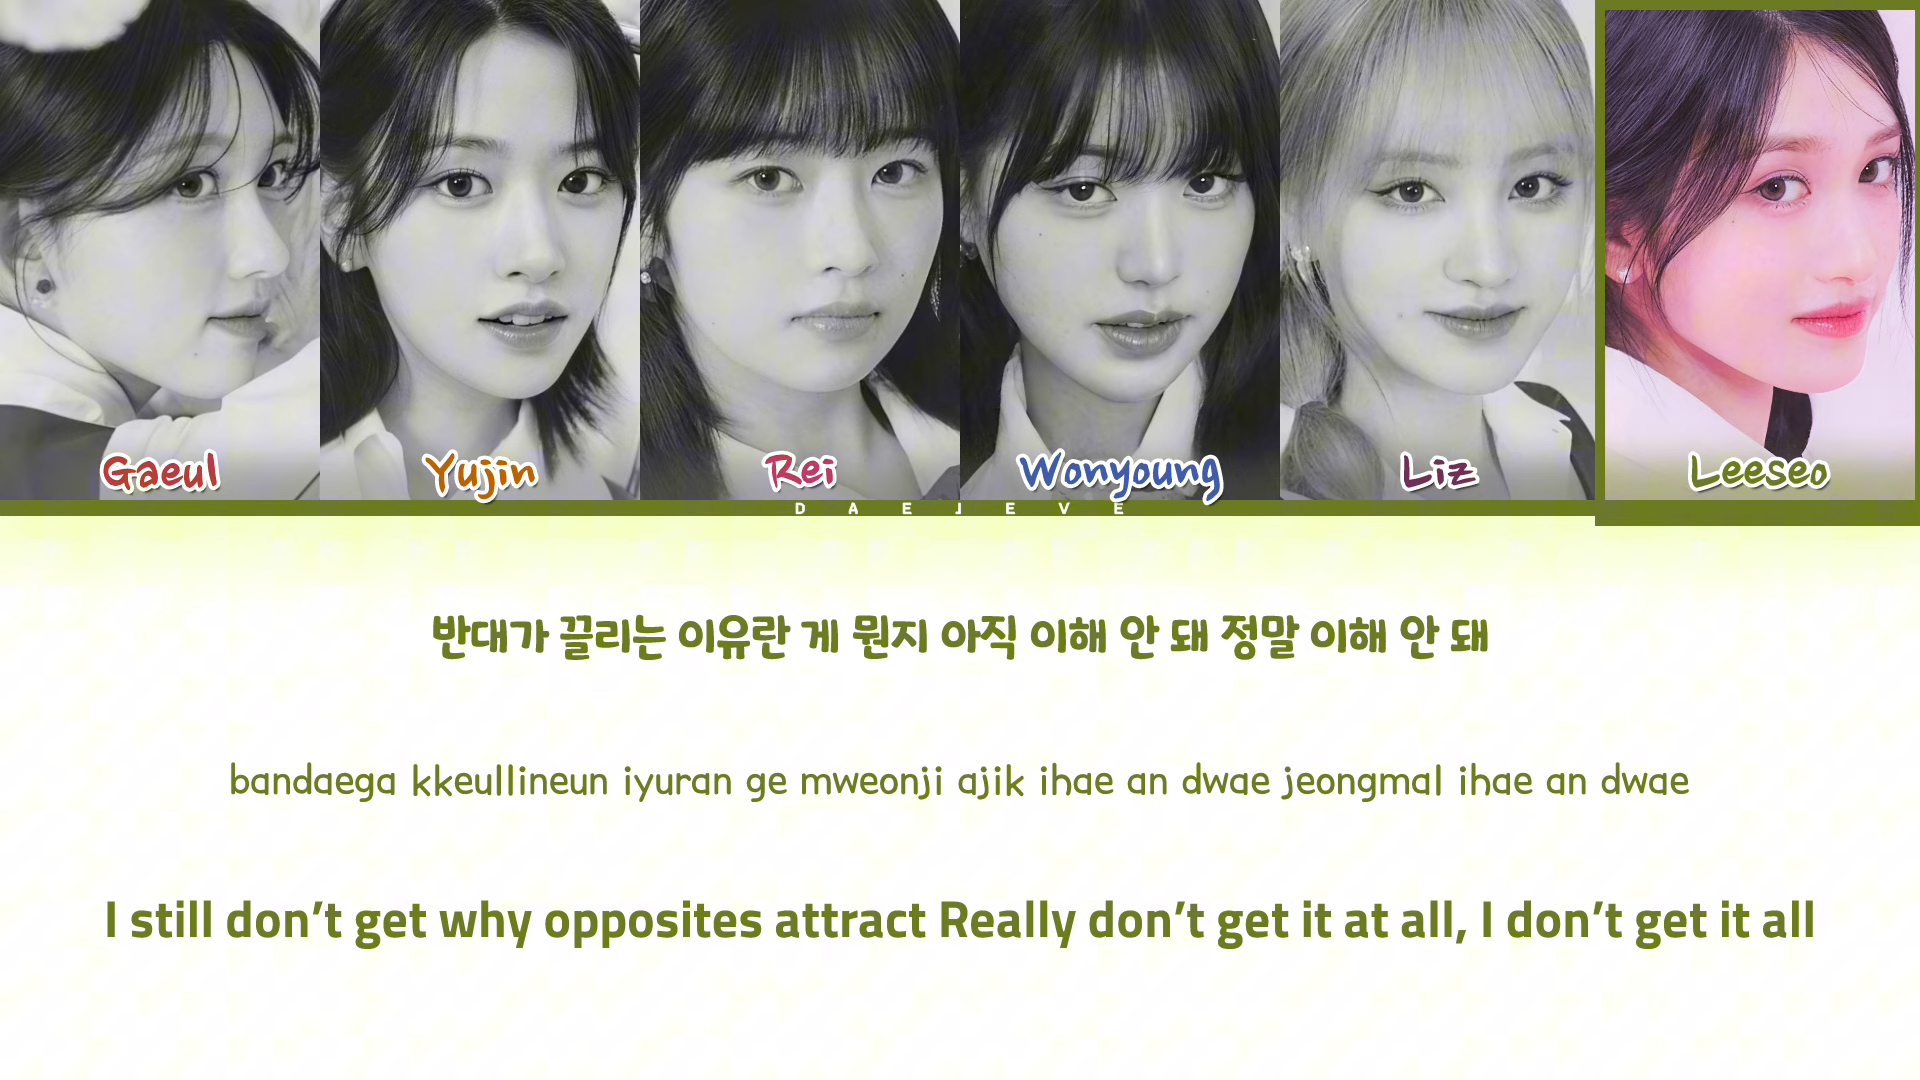 Gaeul Yujin Rei Wonyoung Liz Leeseo
DAEJEVE
반대가 끌리는 이유란 게 뭔지 아직 이해 안 돼 정말 이해 안 돼
bandaega kkeullineun iyuran ge mweonji ajik ihae an dwae jeongmal ihae an dwae
I still don’t get why opposites attract Really don’t get it at all, I don’t get it all